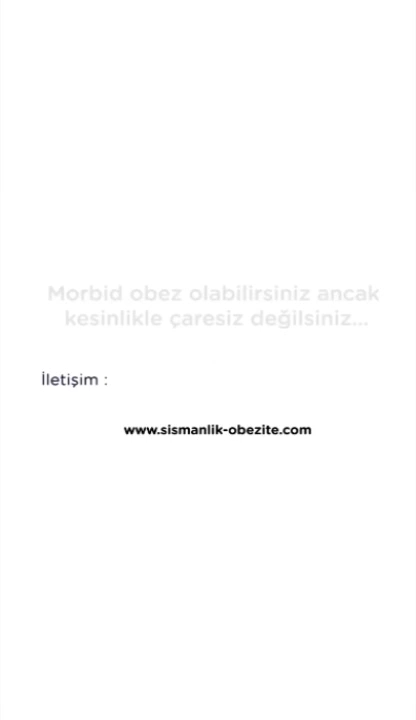 Morbid obez olabilirsiniz ancak
kesinlikle çaresiz değilsiniz...
İletişim :
www.sismanlik-obezite.com